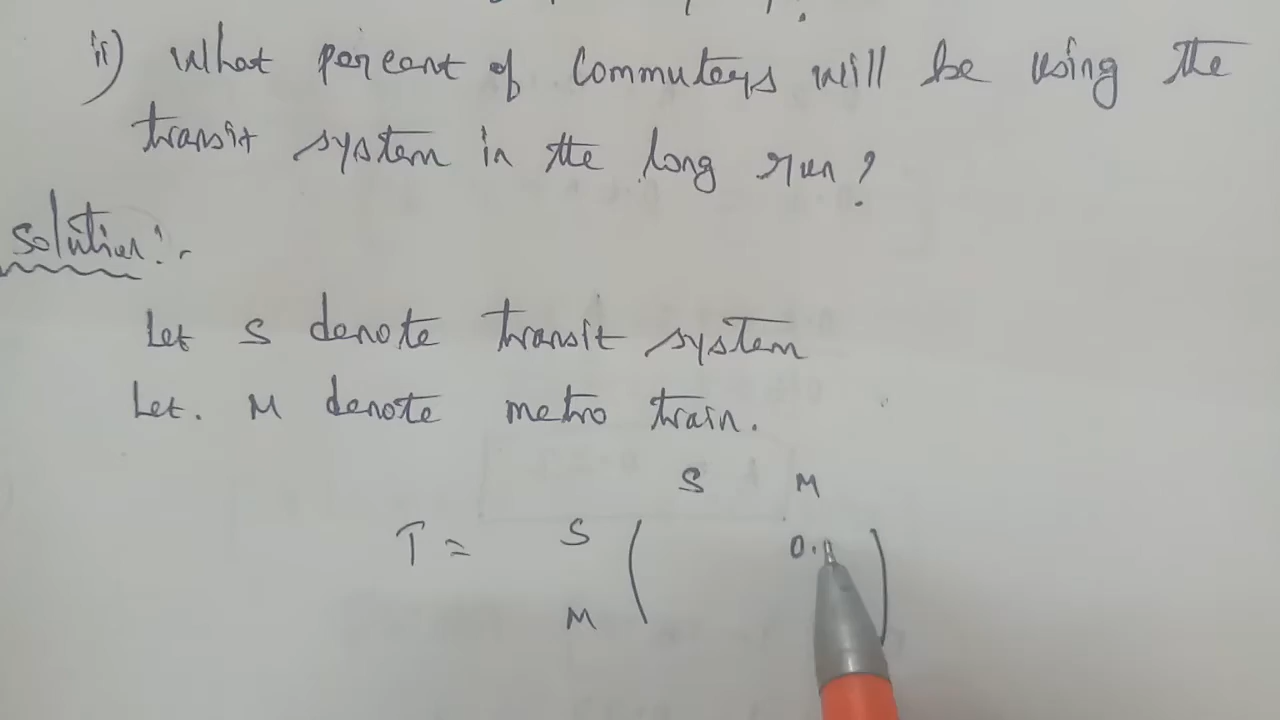 ii) What percent of commuters will be using the
transit system in the long run?
Solution:-
Let S denote transit system
Let. M denote metro train.
S M
T = S ( 0. )
M